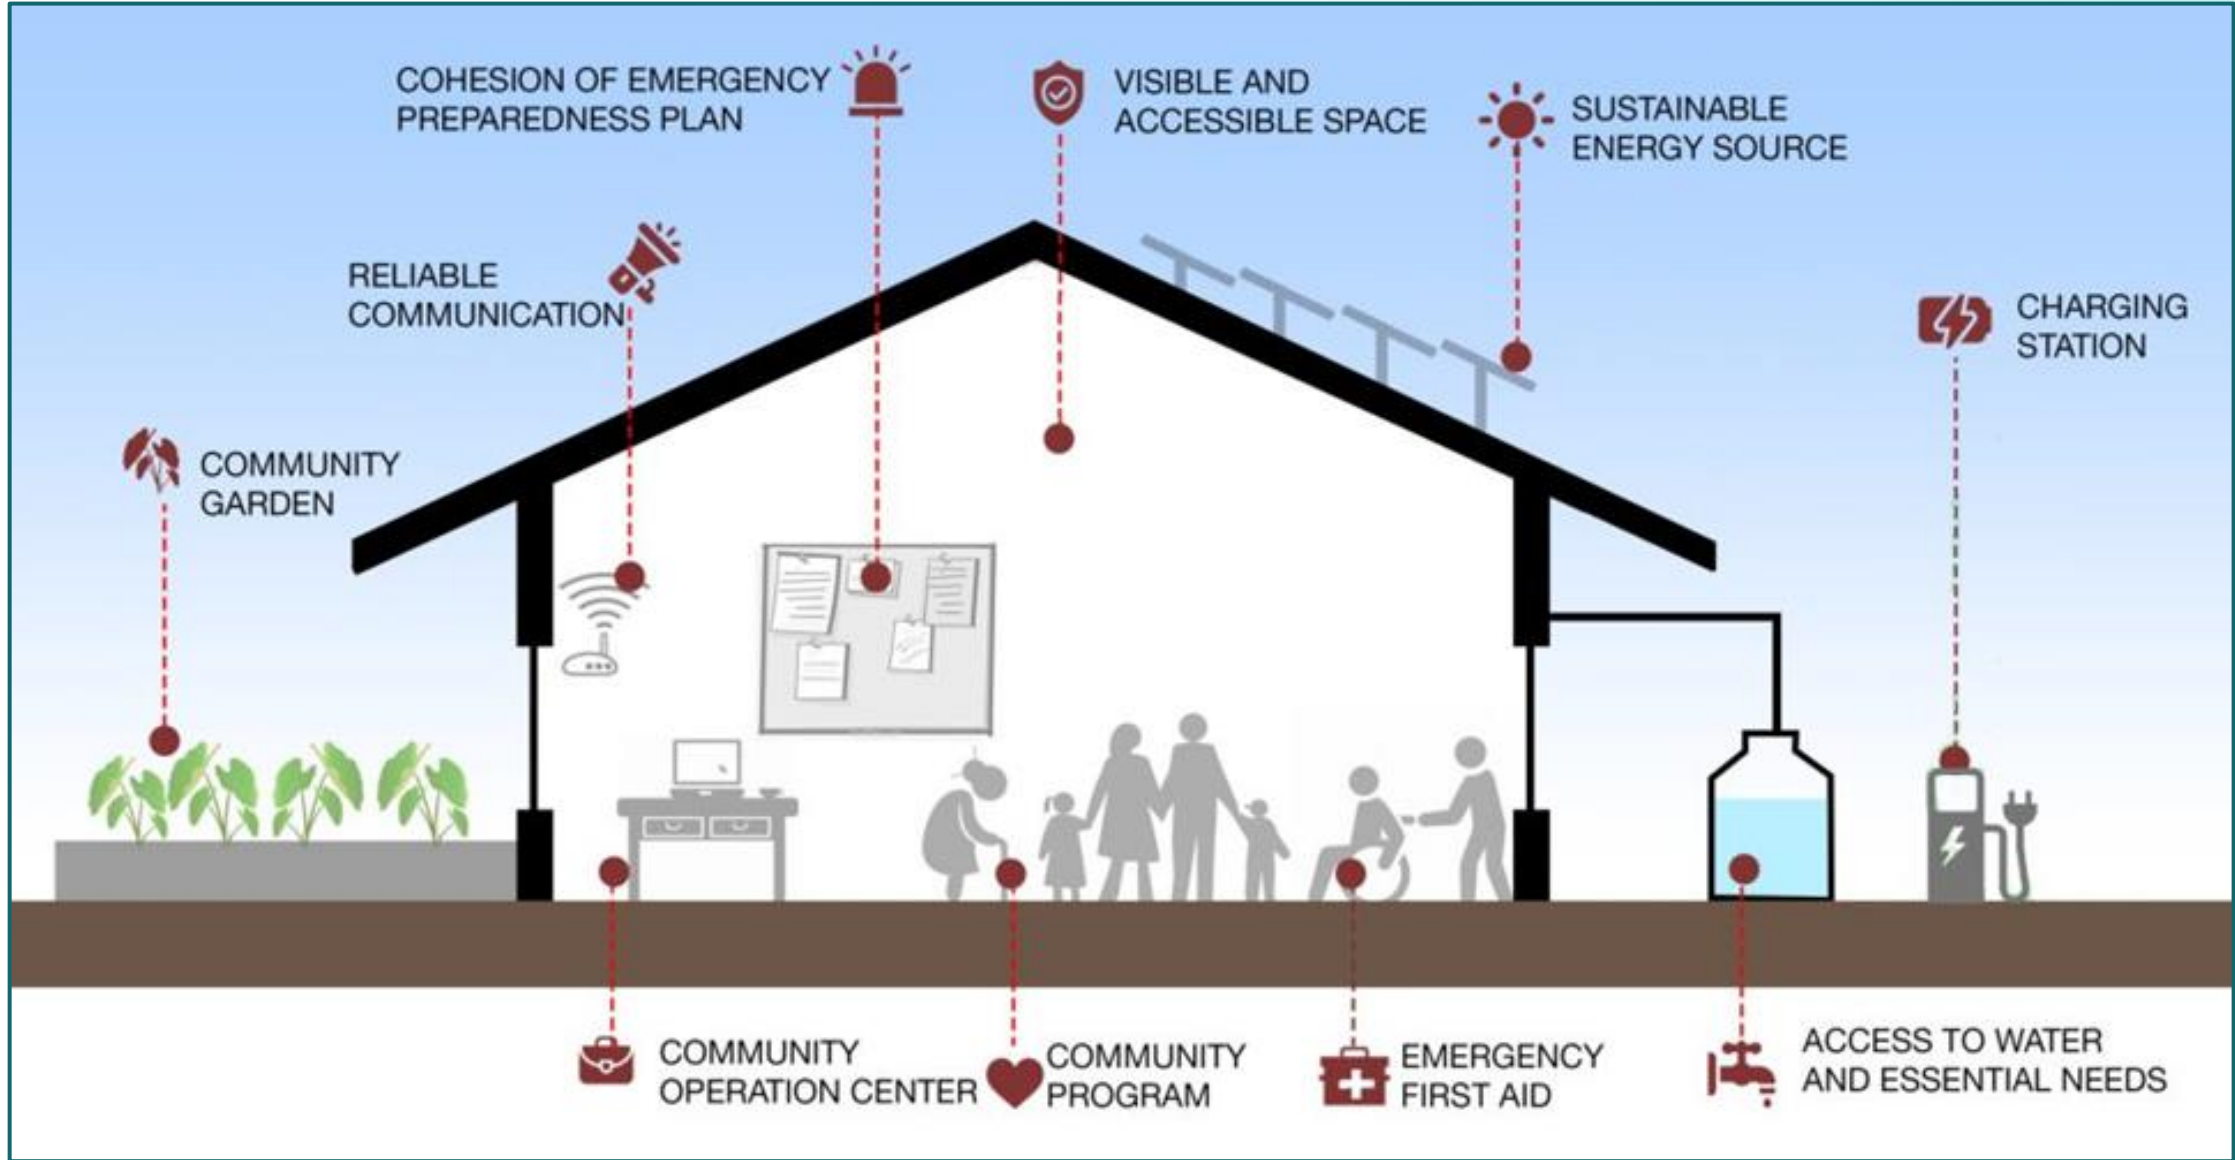 COHESION OF EMERGENCY
PREPAREDNESS PLAN
VISIBLE AND
ACCESSIBLE SPACE
SUSTAINABLE
ENERGY SOURCE
RELIABLE
COMMUNICATION
CHARGING
STATION
COMMUNITY
GARDEN
COMMUNITY
OPERATION CENTER
COMMUNITY
PROGRAM
EMERGENCY
FIRST AID
ACCESS TO WATER
AND ESSENTIAL NEEDS